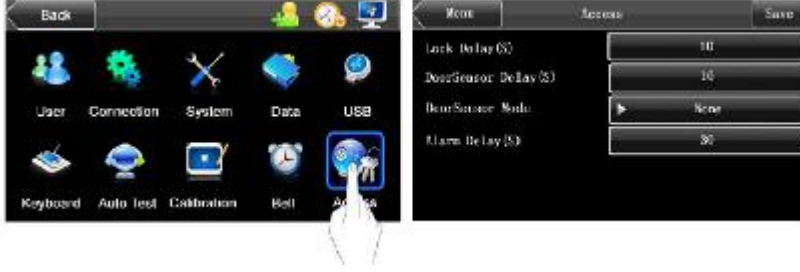 Back
User Connection System Data USB
Keyboard Auto Test Calibration Bell Access
Menu Access Save
Lock Delay(S) 10
DoorSensor Delay(S) 10
DoorSensor Mode None
Alarm Delay(S) 30